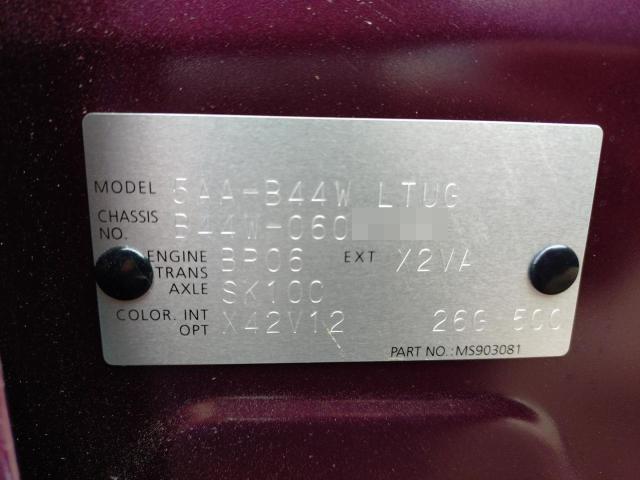 MODEL 5AA-B44W LTUG
CHASSIS NO. B44W-060
ENGINE BR06 EXT X2VA
TRANS AXLE SK10C
COLOR. INT OPT X42V12 26G 500
PART NO.:MS903081